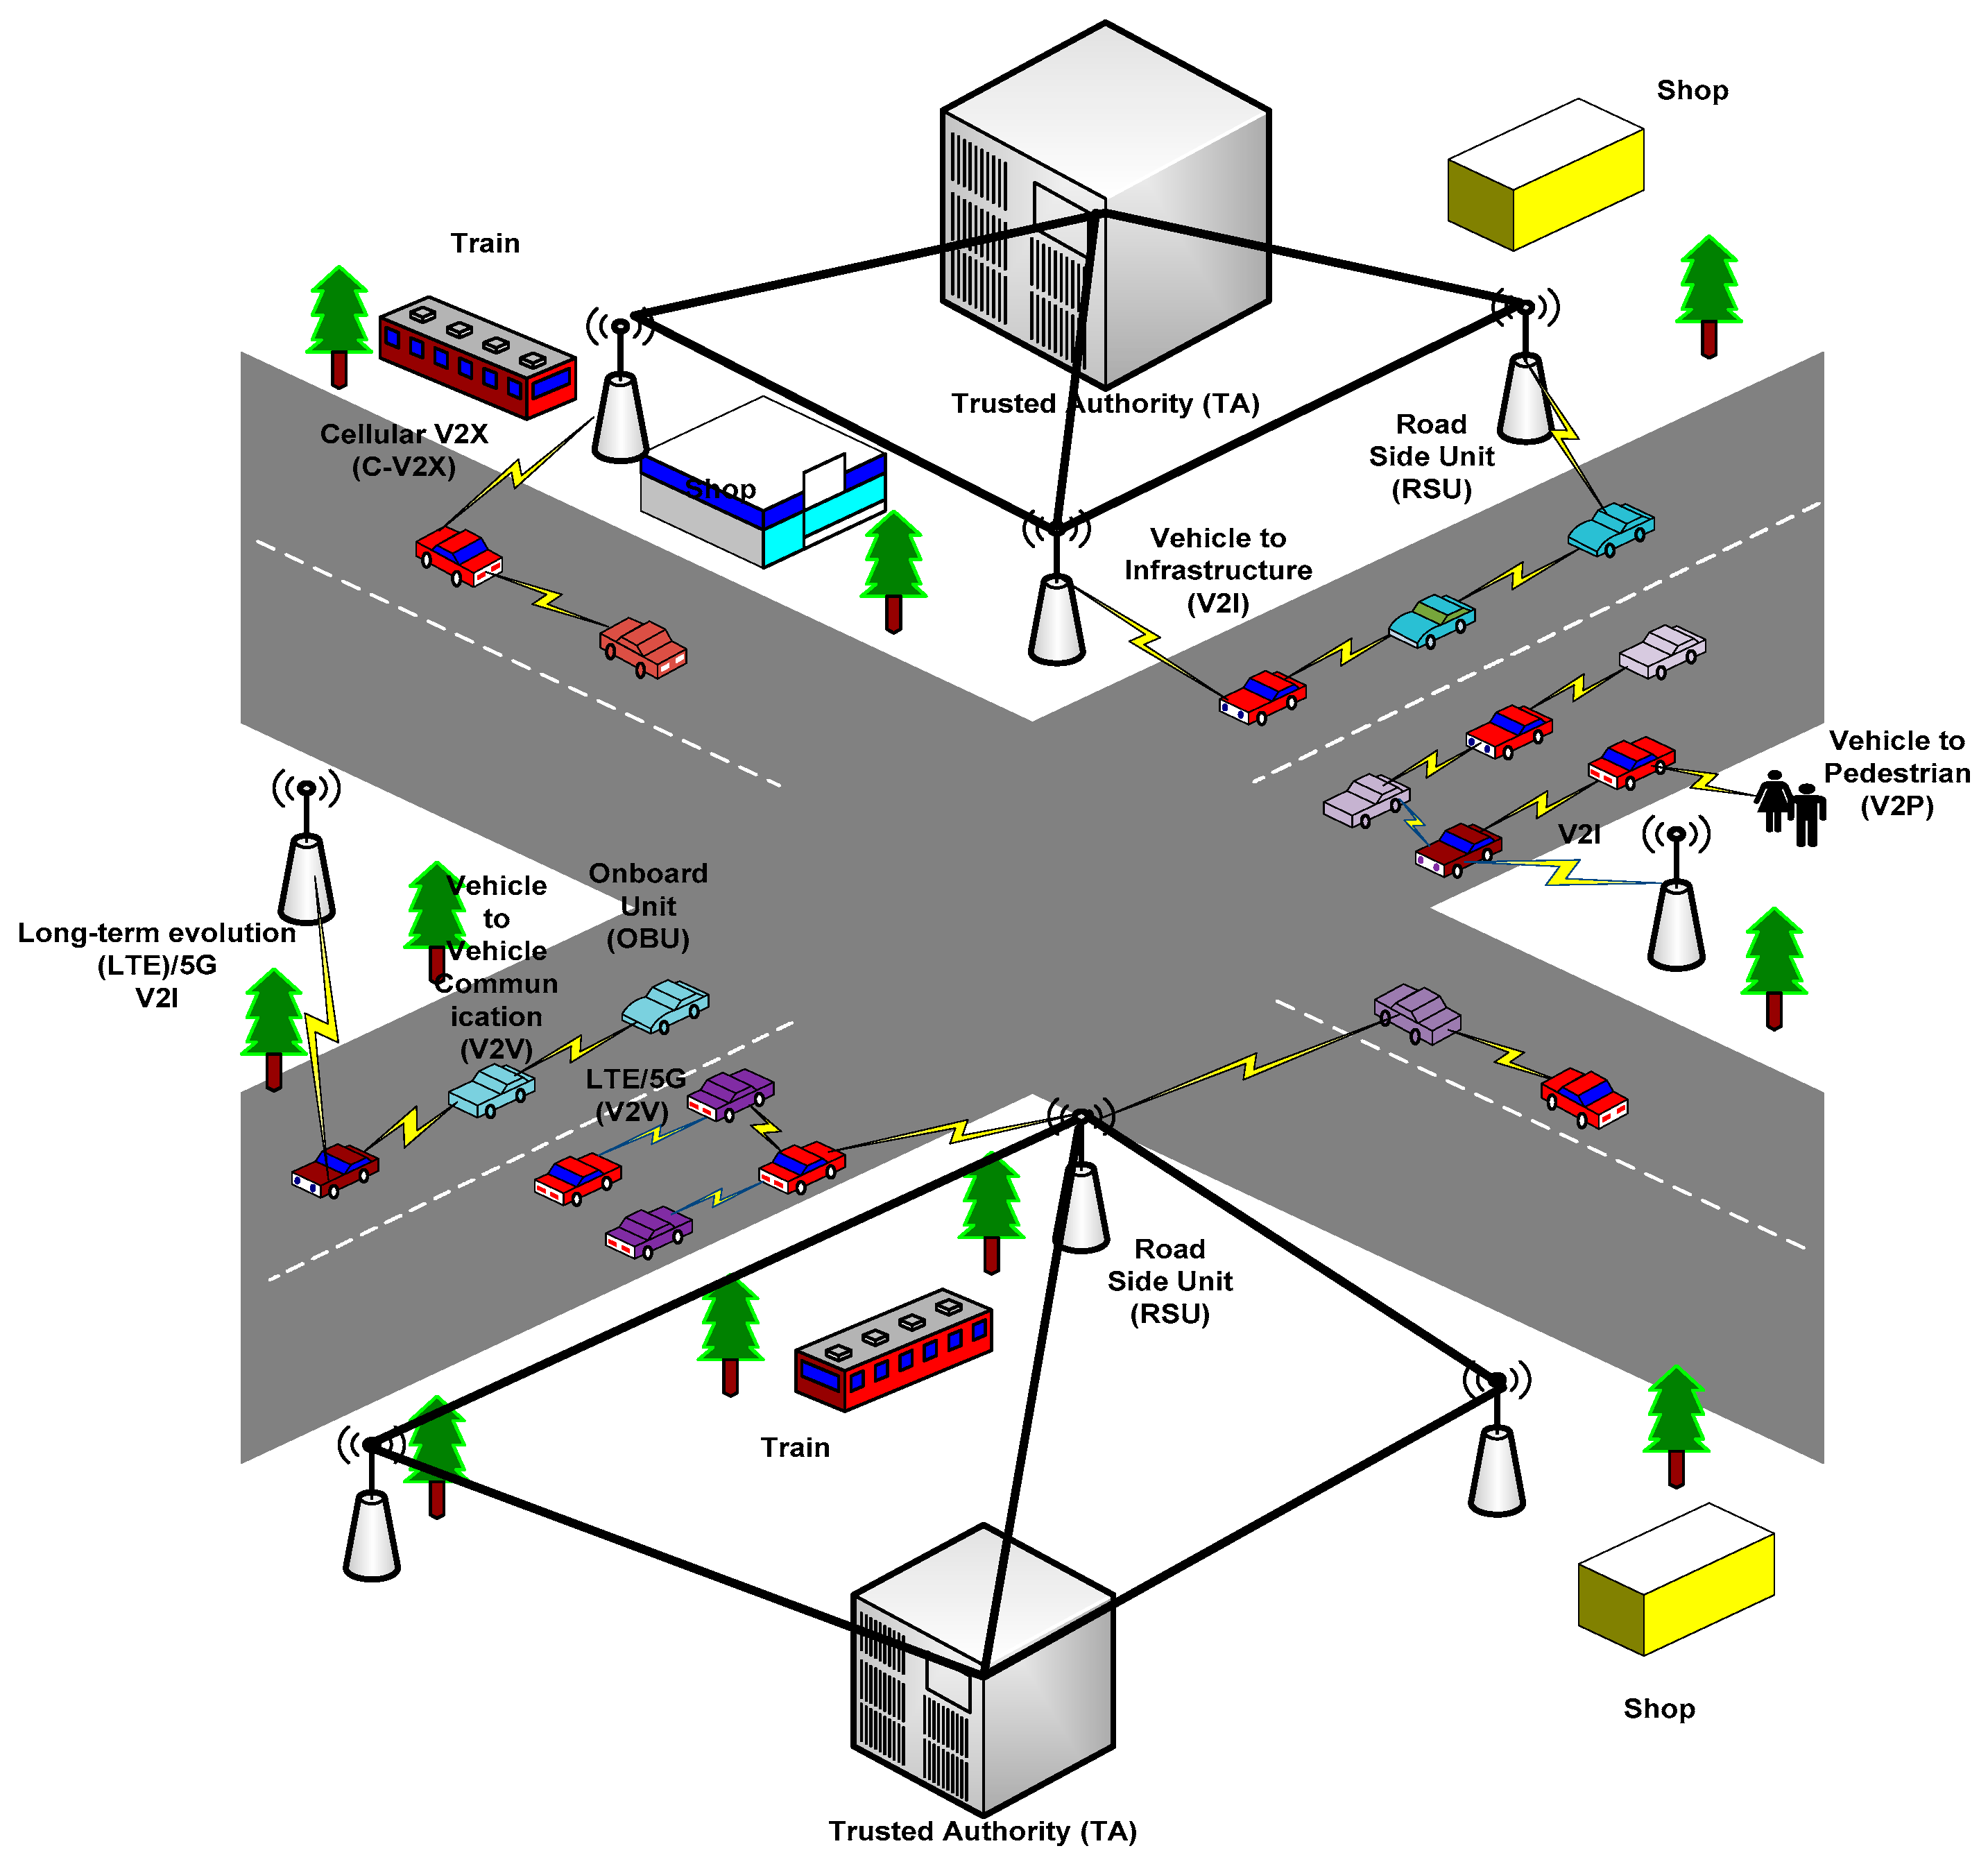 Shop
Train
Trusted Authority (TA)
Cellular V2X
(C-V2X)
Road
Side Unit
(RSU)
Shop
Vehicle to
Infrastructure
(V2I)
Vehicle to
Pedestrian
(V2P)
V2I
Onboard
Unit
(OBU)
Vehicle
to
Vehicle
Commun
ication
(V2V)
Long-term evolution
(LTE)/5G
V2I
LTE/5G
(V2V)
Road
Side Unit
(RSU)
Train
Shop
Trusted Authority (TA)